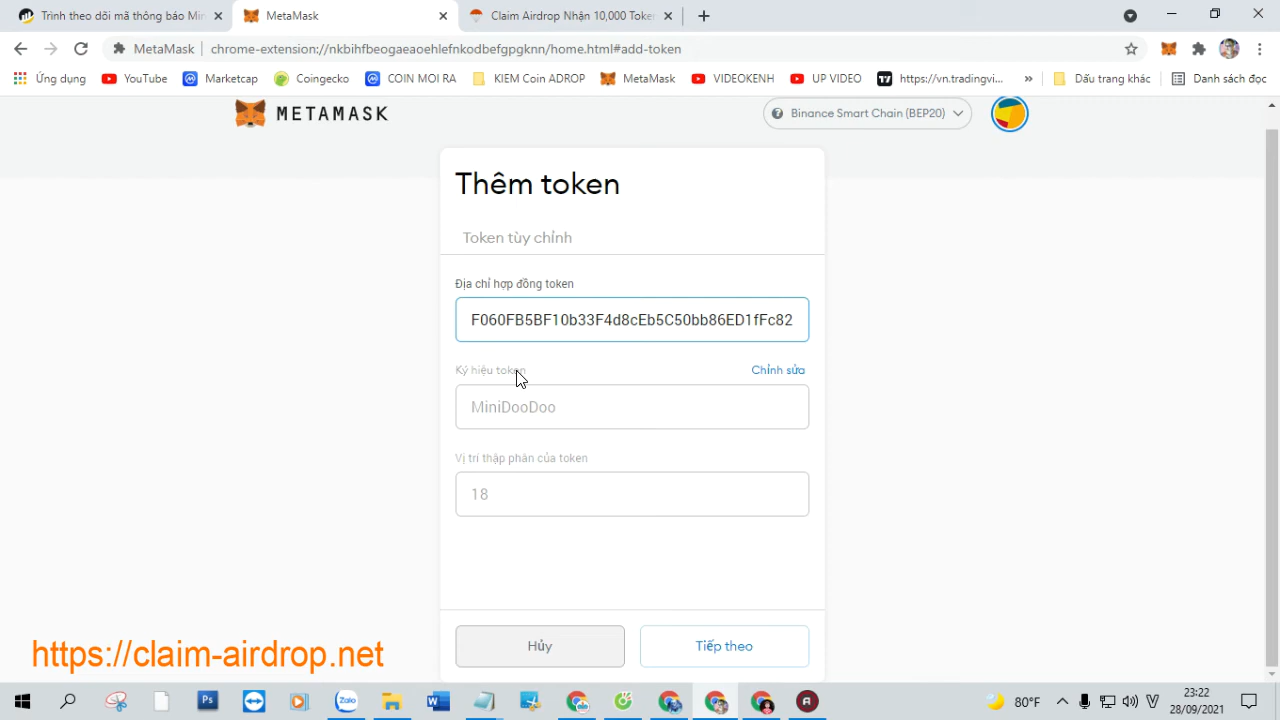 Trình theo dõi mã thông báo Min
MetaMask
Claim Airdrop Nhận 10,000 Toke
MetaMask
chrome-extension://nkbihfbeogaeaoehlefnkodbefgpgknn/home.html#add-token
Ứng dụng
YouTube
Marketcap
Coingecko
COIN MOI RA
KIEM Coin ADROP
MetaMask
VIDEOKENH
UP VIDEO
https://vn.tradingvi...
»
Dấu trang khác
Danh sách đọc
METAMASK
Binance Smart Chain (BEP20)
Thêm token
Token tùy chỉnh
Địa chỉ hợp đồng token
F060FB5BF10b33F4d8cEb5C50bb86ED1fFc82
Ký hiệu token
Chỉnh sửa
MiniDooDoo
Vị trí thập phân của token
18
Hủy
Tiếp theo
https://claim-airdrop.net
Ps
Zalo
W
A
80°F
V
23:22
28/09/2021